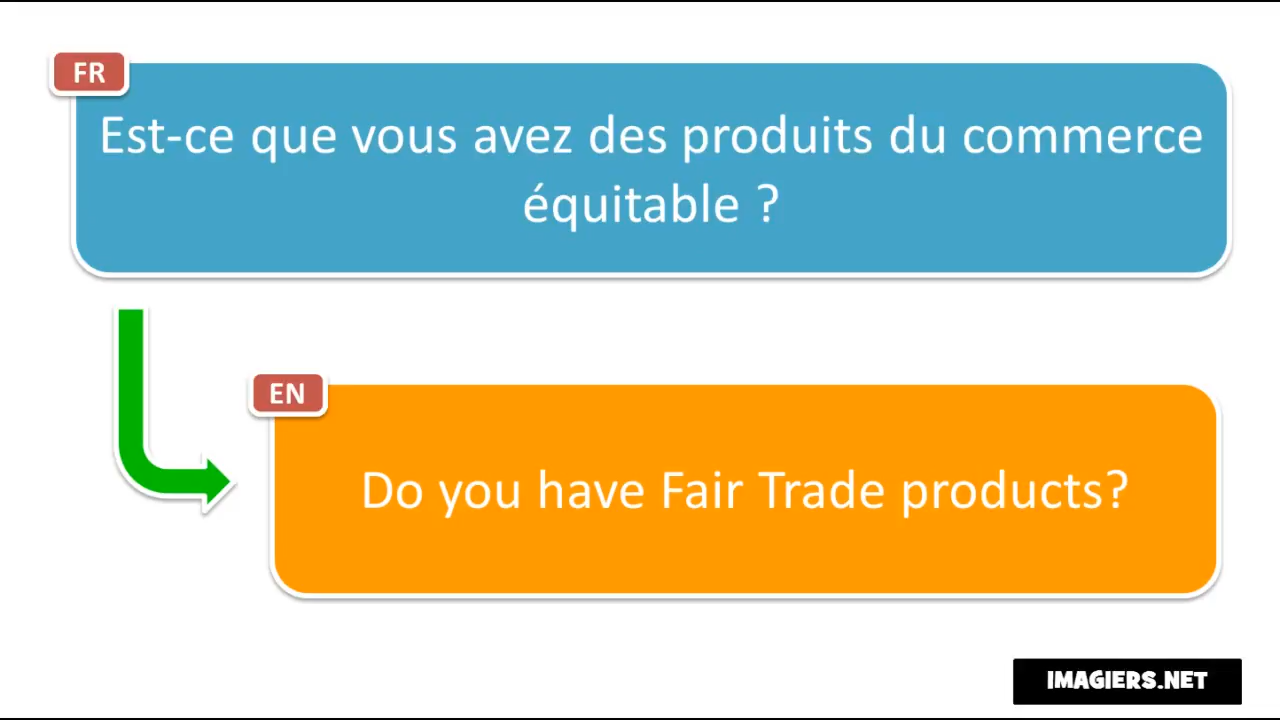 FR
Est-ce que vous avez des produits du commerce
équitable ?
EN
Do you have Fair Trade products?
IMAGIERS.NET